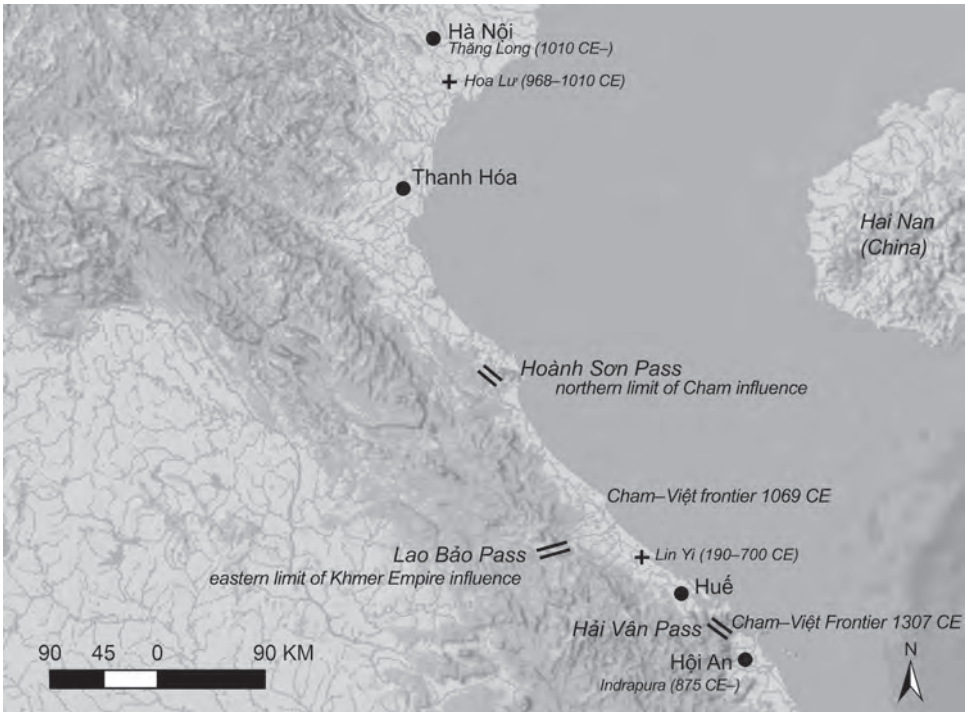 Hà Nội
Thăng Long (1010 CE–)
Hoa Lư (968–1010 CE)
Thanh Hóa
Hai Nan
(China)
Hoành Sơn Pass
northern limit of Cham influence
Cham–Việt frontier 1069 CE
Lao Bảo Pass
eastern limit of Khmer Empire influence
Lin Yi (190–700 CE)
Huế
Hải Vân Pass
Cham–Việt Frontier 1307 CE
Hội An
Indrapura (875 CE–)
90 45 0 90 KM
N